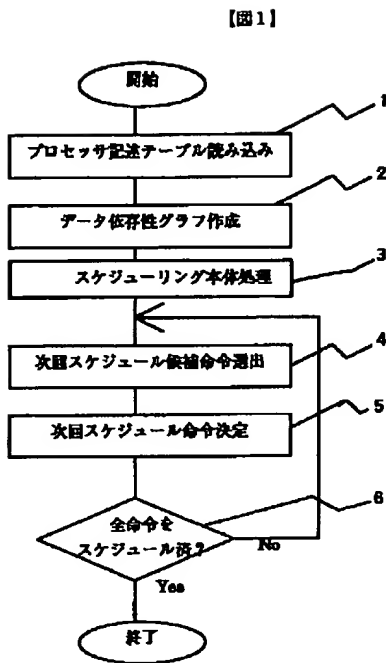 【図1】
開始
1
プロセッサ記述テーブル読み込み
2
データ依存性グラフ作成
3
スケジューリング本体処理
4
次回スケジュール候補命令選出
5
次回スケジュール命令決定
6
全命令を
スケジュール済?
No
Yes
終了